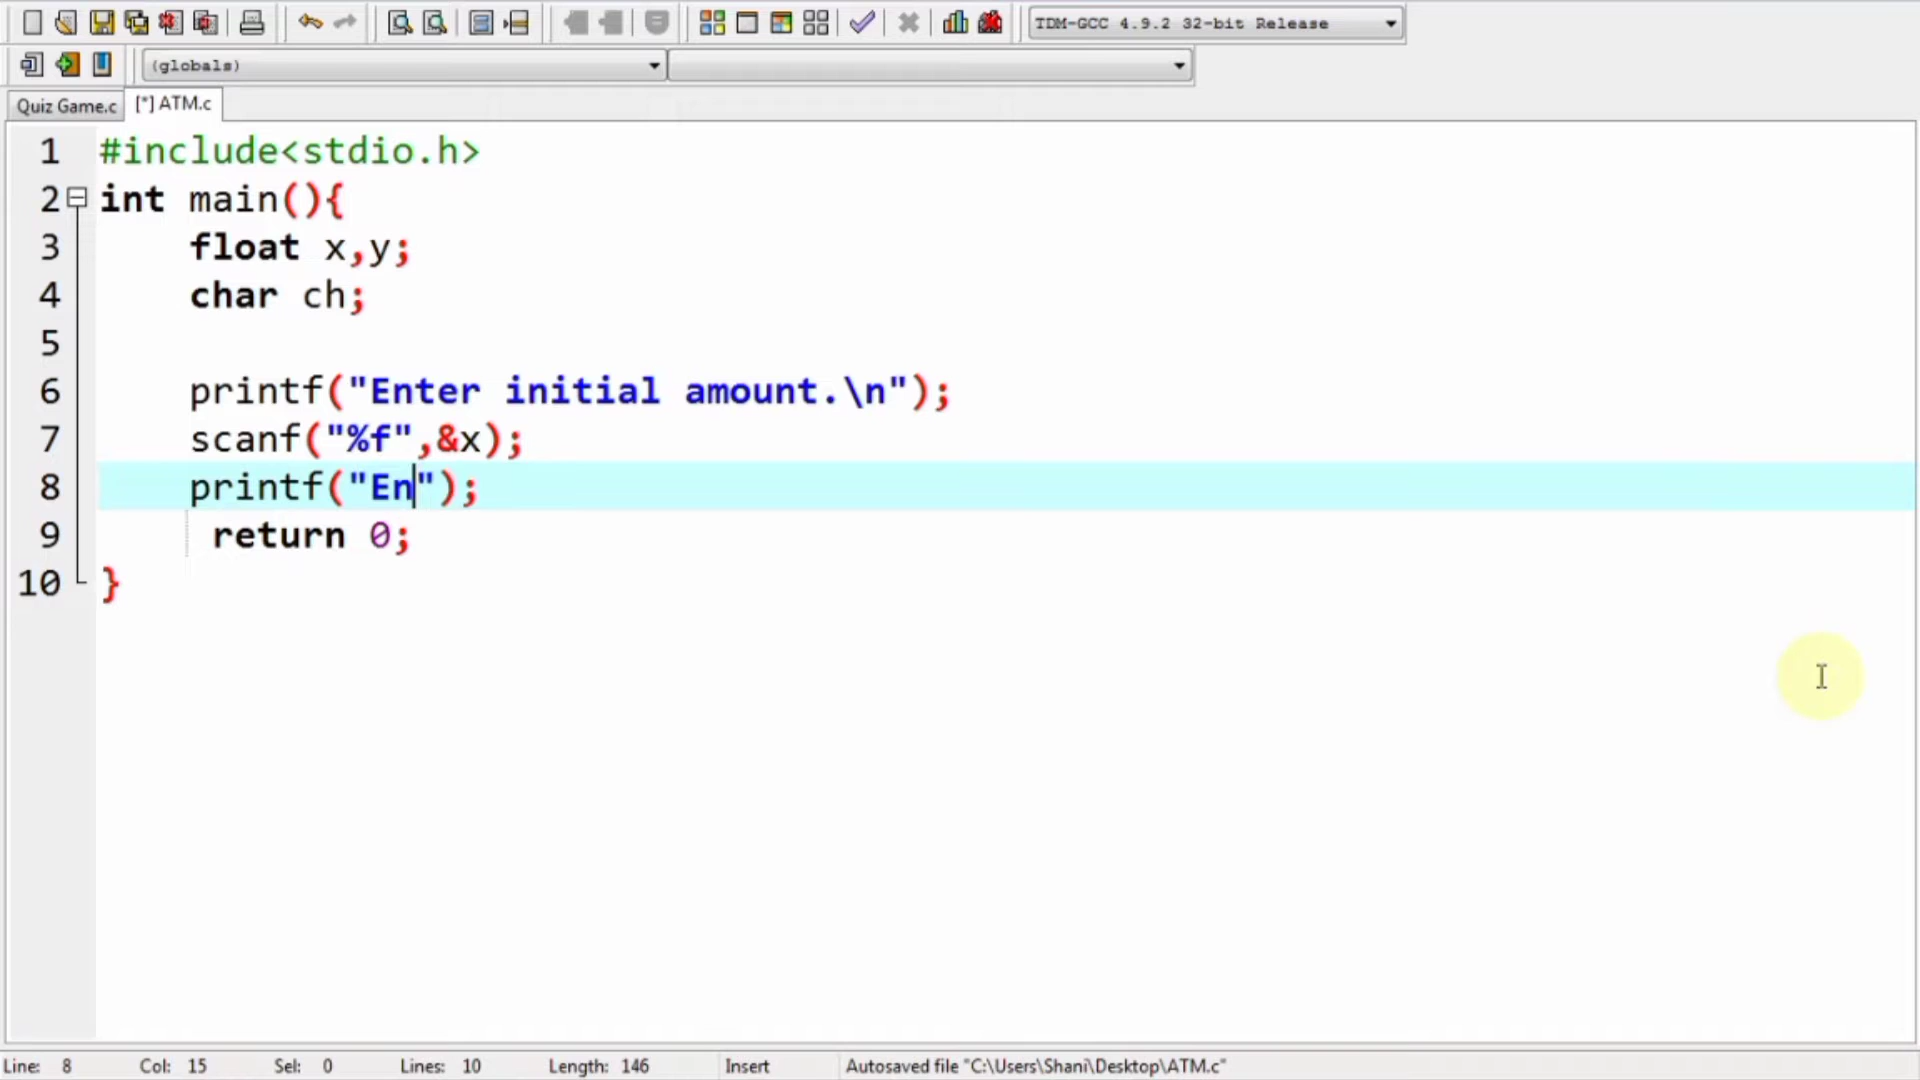 TDM-GCC 4.9.2 32-bit Release
(globals)
Quiz Game.c [*] ATM.c
1 #include<stdio.h>
2 int main(){
3 float x,y;
4 char ch;
5
6 printf("Enter initial amount.\n");
7 scanf("%f",&x);
8 printf("En");
9 return 0;
10 }
Line: 8 Col: 15 Sel: 0 Lines: 10 Length: 146 Insert Autosaved file "C:\Users\Shani\Desktop\ATM.c"